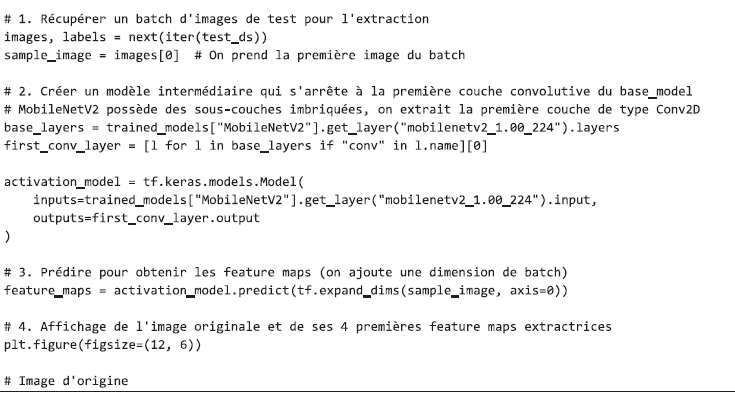 # 1. Récupérer un batch d'images de test pour l'extraction
images, labels = next(iter(test_ds))
sample_image = images[0]  # On prend la première image du batch

# 2. Créer un modèle intermédiaire qui s'arrête à la première couche convolutive du base_model
# MobileNetV2 possède des sous-couches imbriquées, on extrait la première couche de type Conv2D
base_layers = trained_models["MobileNetV2"].get_layer("mobilenetv2_1.00_224").layers
first_conv_layer = [l for l in base_layers if "conv" in l.name][0]

activation_model = tf.keras.models.Model(
    inputs=trained_models["MobileNetV2"].get_layer("mobilenetv2_1.00_224").input,
    outputs=first_conv_layer.output
)

# 3. Prédire pour obtenir les feature maps (on ajoute une dimension de batch)
feature_maps = activation_model.predict(tf.expand_dims(sample_image, axis=0))

# 4. Affichage de l'image originale et de ses 4 premières feature maps extractrices
plt.figure(figsize=(12, 6))

# Image d'origine